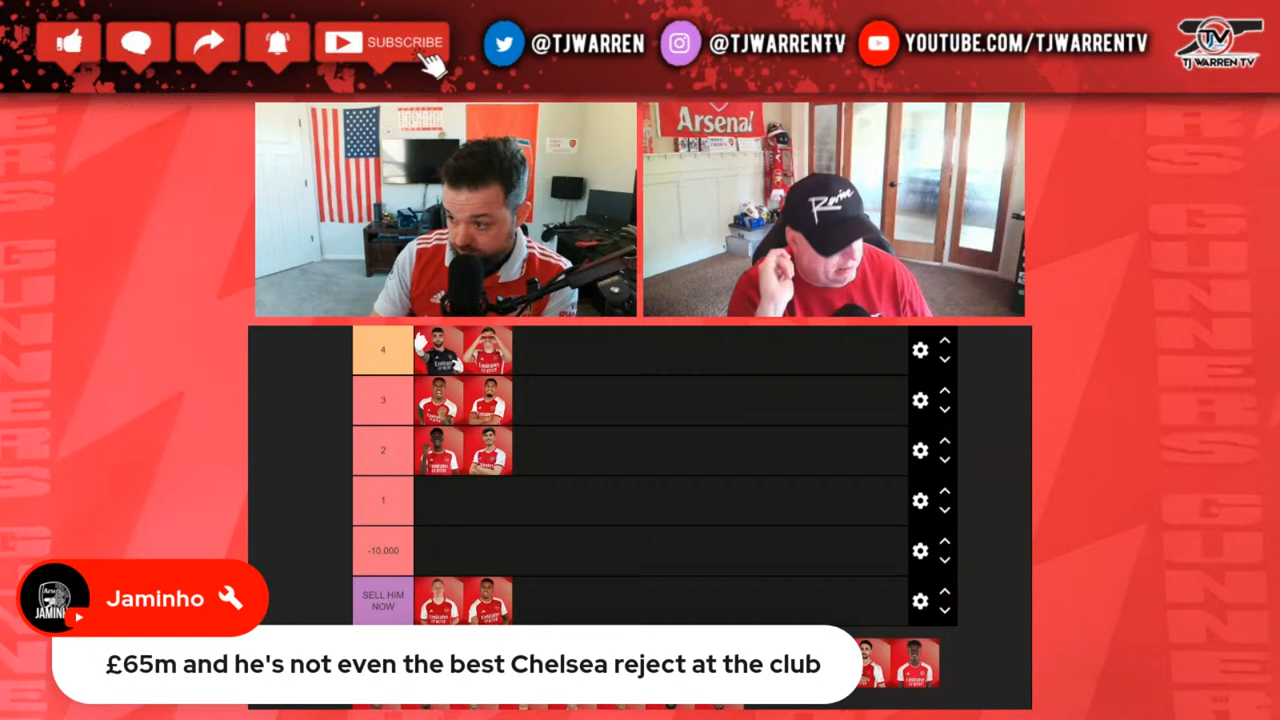 SUBSCRIBE
@TJWARREN
@TJWARRENTV
YOUTUBE.COM/TJWARRENTV
TV
TJ WARREN TV
Arsenal
4
3
2
1
-10.000
SELL HIM
NOW
Jaminho
£65m and he's not even the best Chelsea reject at the club